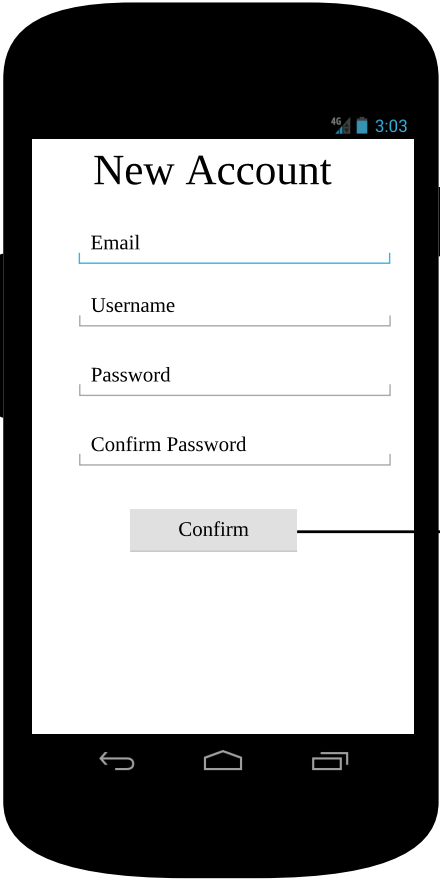 4G 3:03
New Account
Email
Username
Password
Confirm Password
Confirm